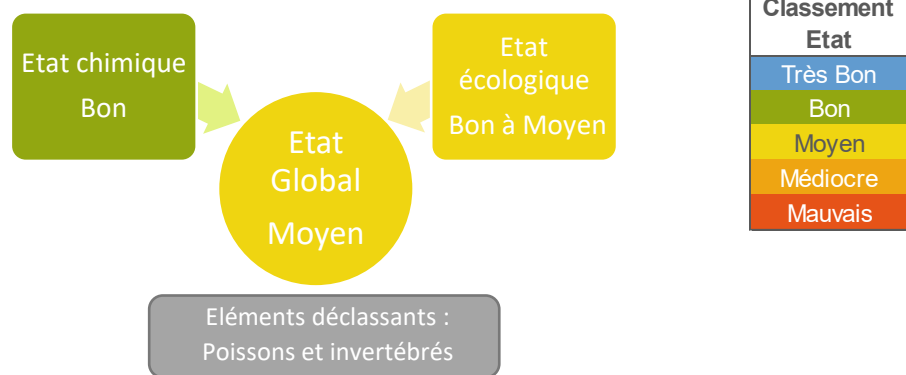 Etat chimique
Bon
Etat
écologique
Bon à Moyen
Etat
Global
Moyen
Eléments déclassants :
Poissons et invertébrés
Classement
Etat
Très Bon
Bon
Moyen
Médiocre
Mauvais